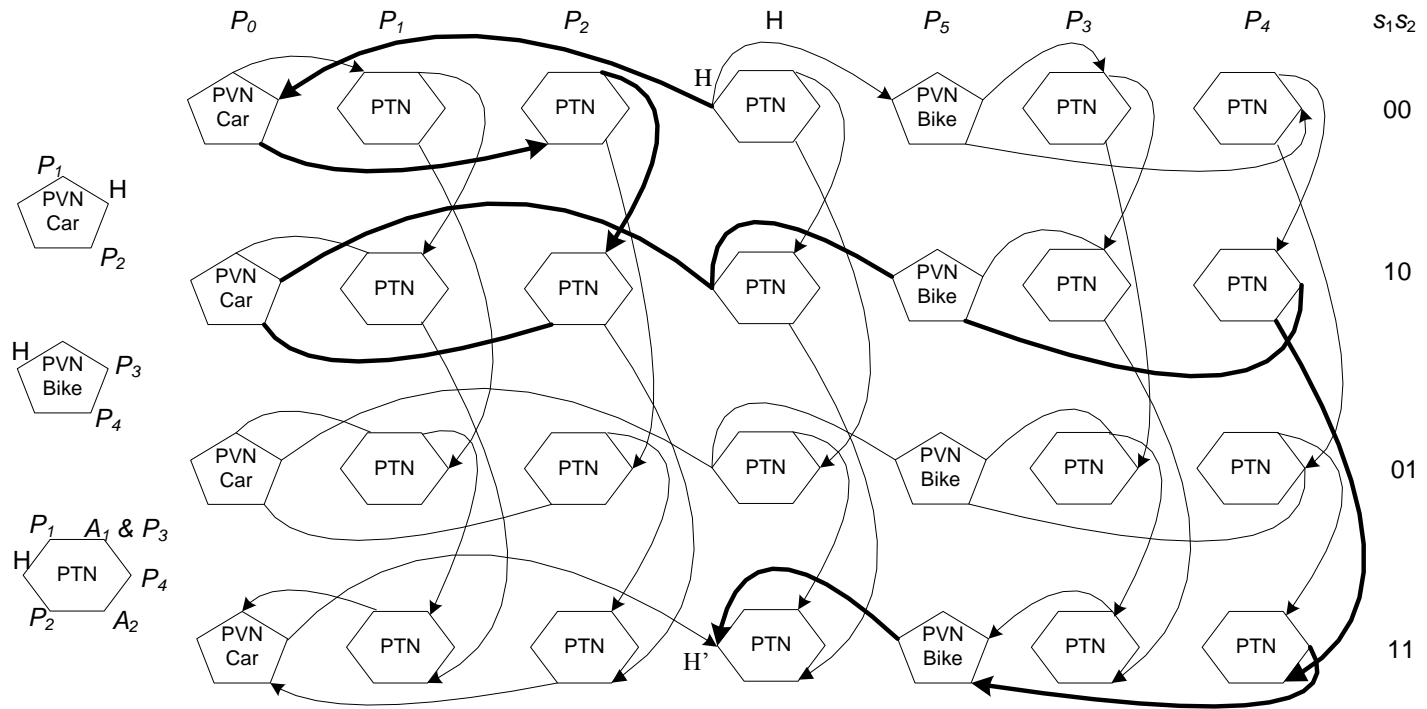 P0 P1 P2 H P5 P3 P4 s1s2
H
PVN Car PTN PTN PTN PVN Bike PTN PTN 00
P1
PVN Car H
P2
PVN Car PTN PTN PTN PVN Bike PTN PTN 10
H PVN Bike P3
P4
PVN Car PTN PTN PTN PVN Bike PTN PTN 01
P1 A1 & P3
H PTN P4
P2 A2
PVN Car PTN PTN PTN PVN Bike PTN PTN 11
H'